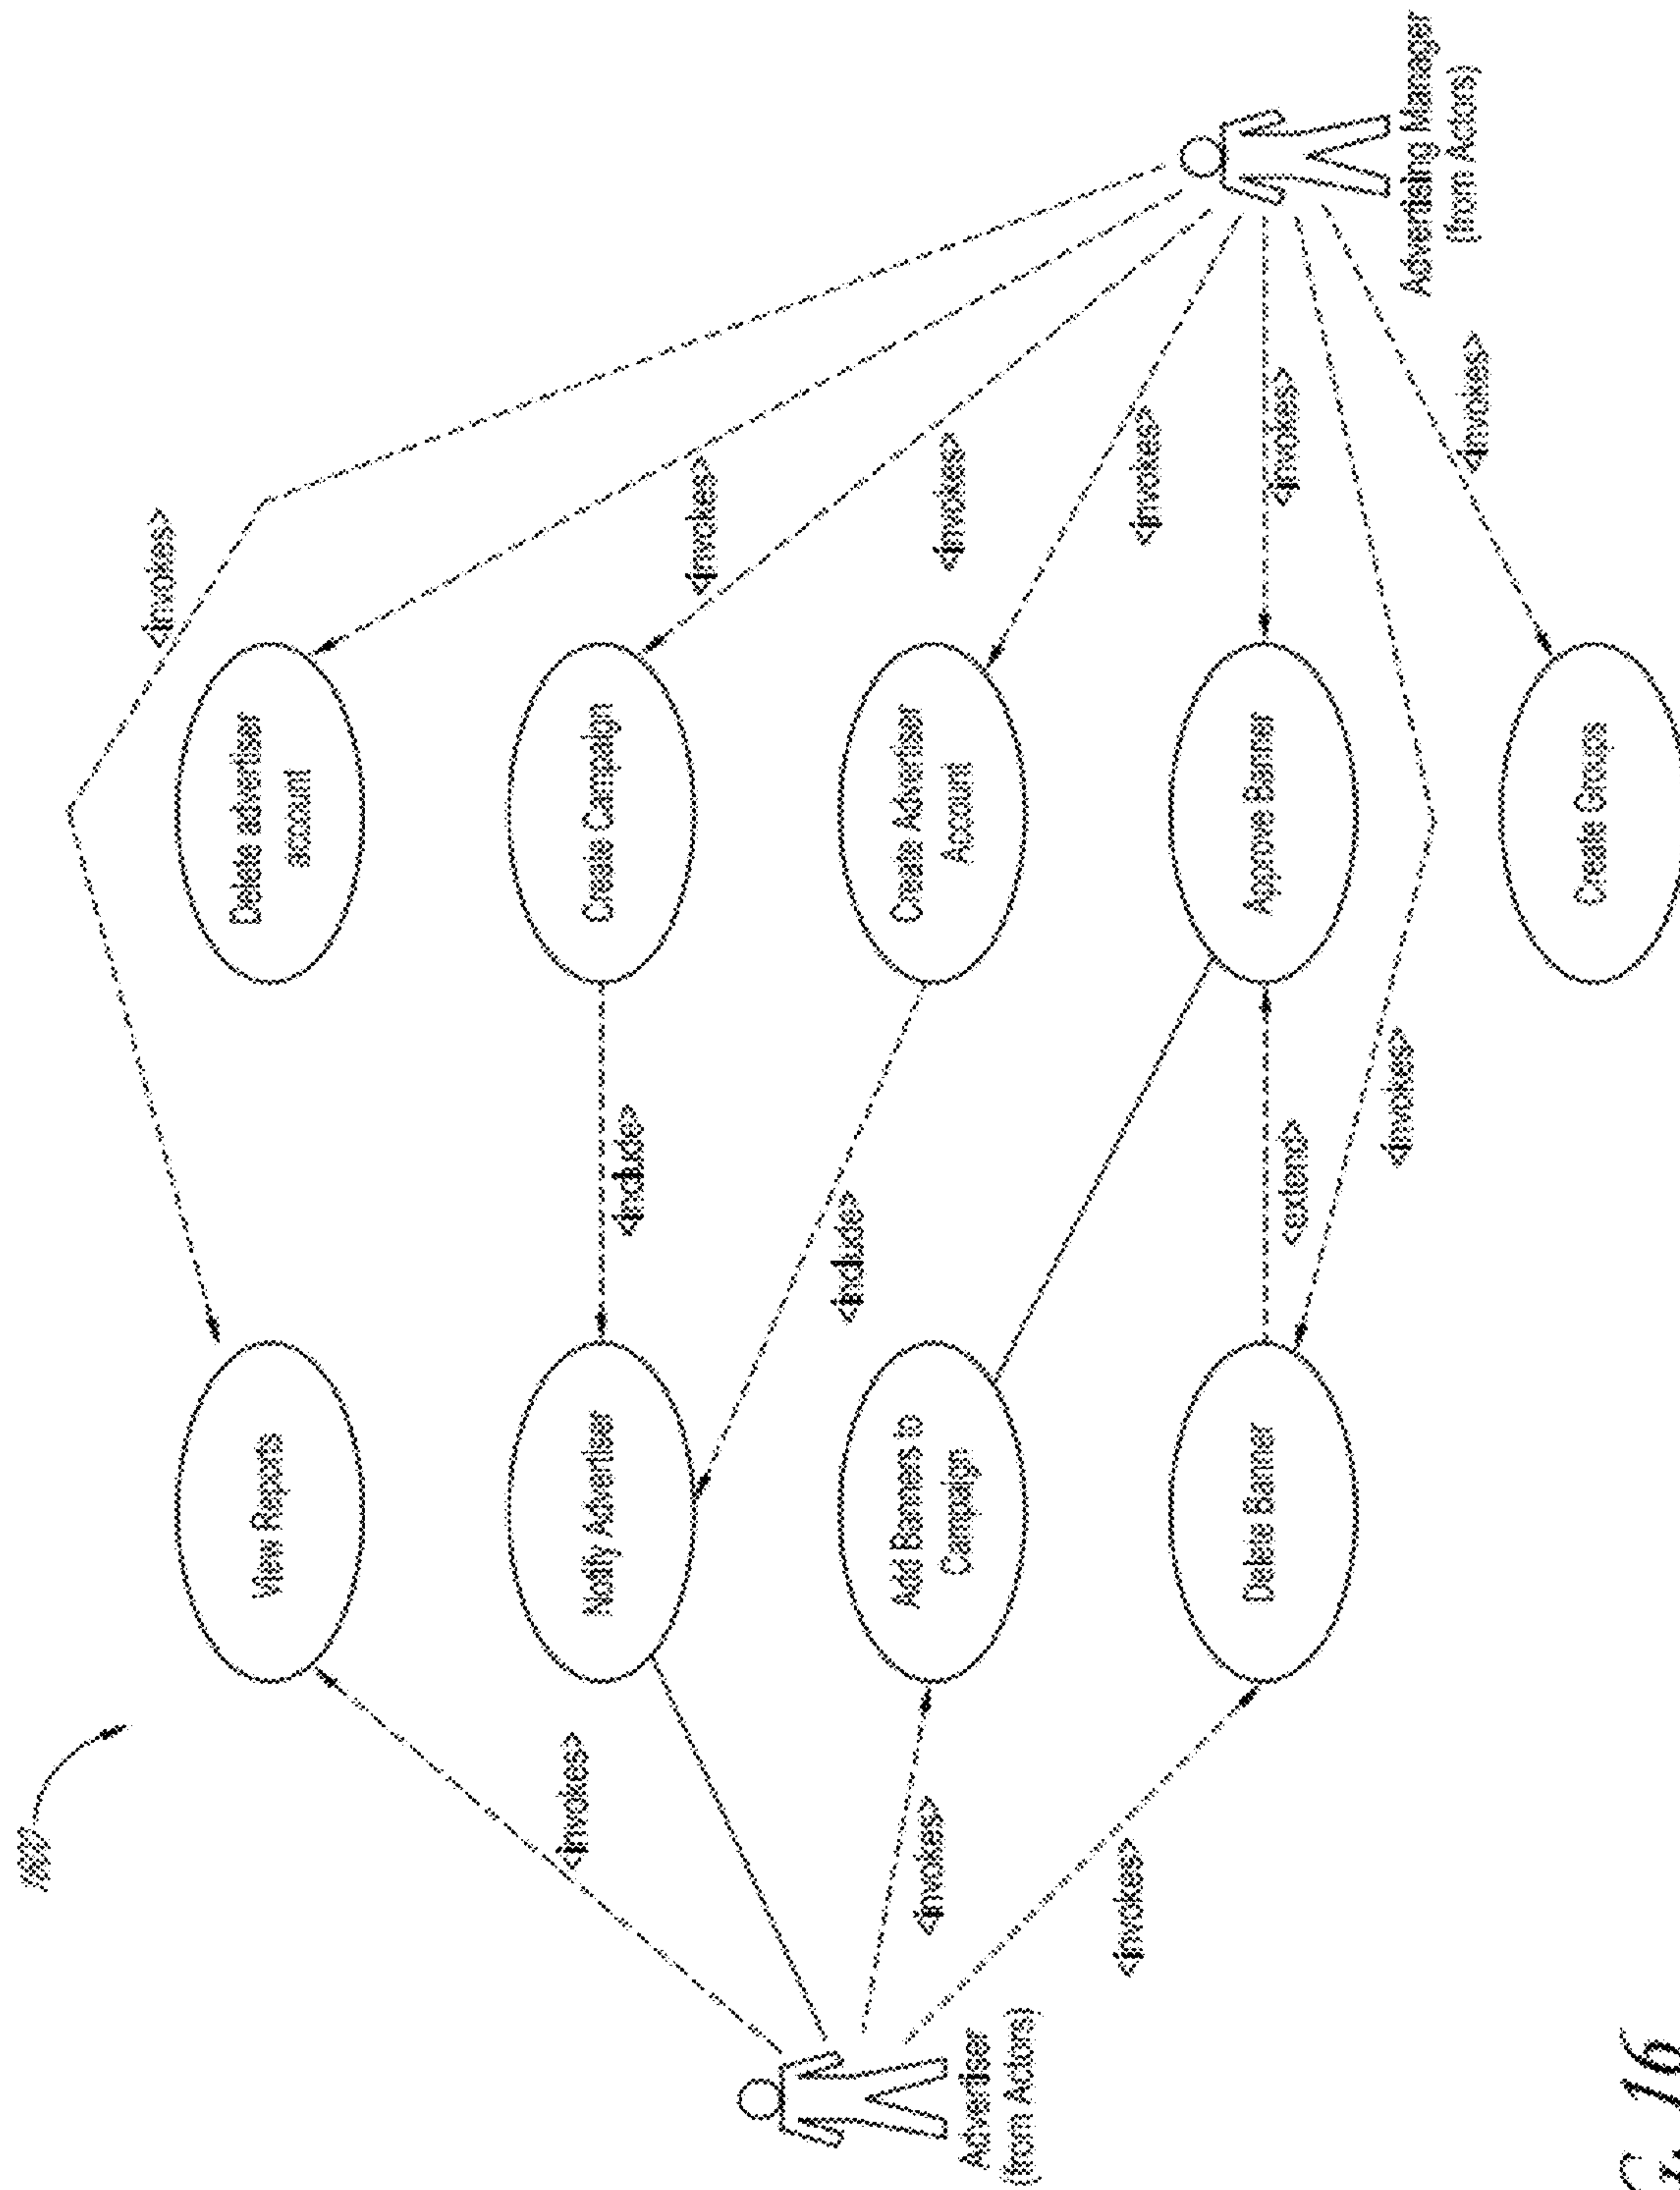 View Reports
<invokes>
Delete advertiser
account
<invokes>
Notify Advertiser
<include>
Create Campaign
<invokes>
<include>
<invokes>
Add Banners to
Campaign
Create Advertiser
Account
<invokes>
<invokes>
Advertiser
(from Actors)
<invokes>
Delete Banner
<extend>
Approve Banner
<invokes>
<invokes>
Advertising Manager
(from Actors)
<invokes>
Create Groups
16